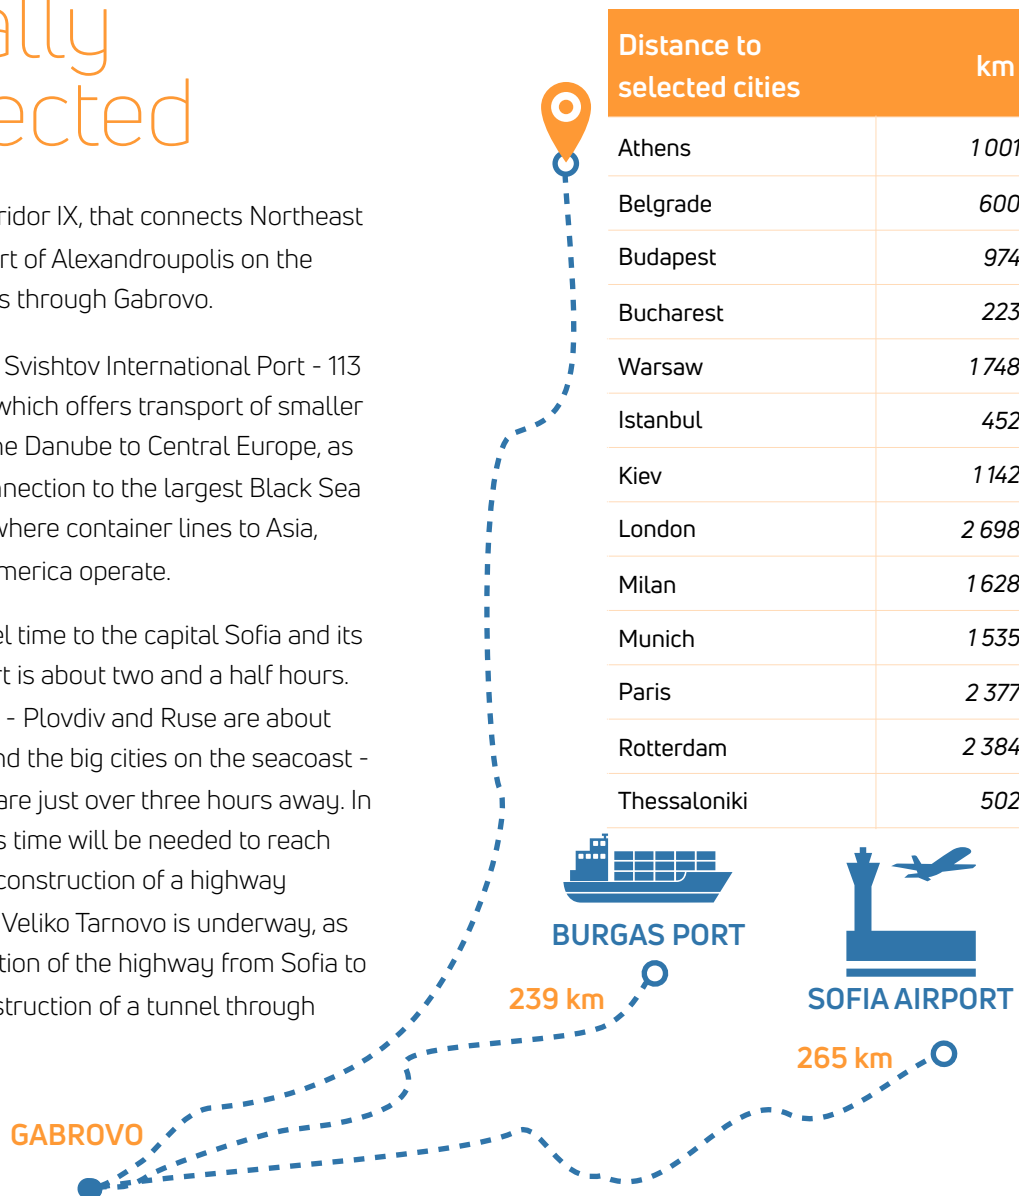 ally
ected
ridor IX, that connects Northeast
rt of Alexandroupolis on the
s through Gabrovo.
Svishtov International Port - 113
which offers transport of smaller
he Danube to Central Europe, as
nnection to the largest Black Sea
where container lines to Asia,
merica operate.
el time to the capital Sofia and its
rt is about two and a half hours.
- Plovdiv and Ruse are about
nd the big cities on the seacoast -
are just over three hours away. In
s time will be needed to reach
construction of a highway
Veliko Tarnovo is underway, as
tion of the highway from Sofia to
struction of a tunnel through
Distance to
selected cities km
Athens 1 001
Belgrade 600
Budapest 974
Bucharest 223
Warsaw 1 748
Istanbul 452
Kiev 1 142
London 2 698
Milan 1 628
Munich 1 535
Paris 2 377
Rotterdam 2 384
Thessaloniki 502
BURGAS PORT
239 km
SOFIA AIRPORT
265 km
GABROVO